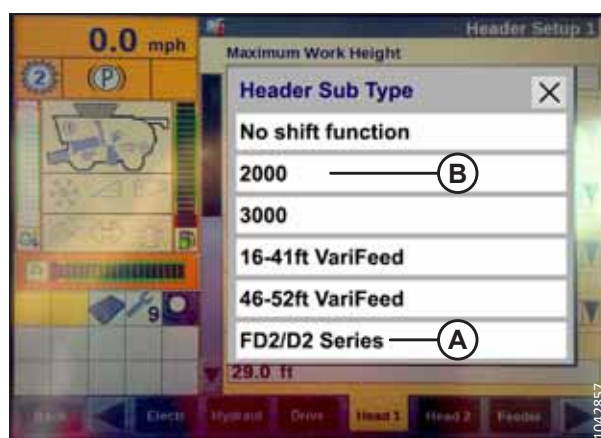 0.0 mph
Header Setup 1
Maximum Work Height
2
(P)
Header Sub Type
No shift function
2000
B
3000
16-41ft VariFeed
46-52ft VariFeed
9
FD2/D2 Series
A
29.0 ft
Back
Electr
Hydraul
Drive
Head 1
Head 2
Feeder
1042857